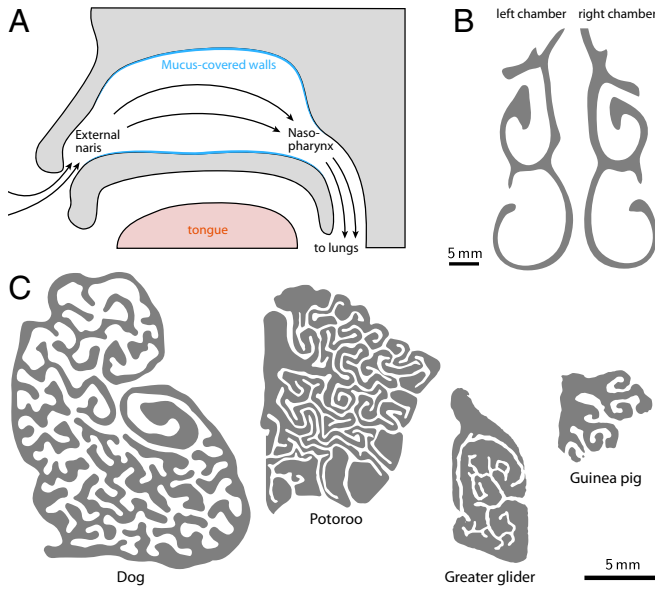 A
Mucus-covered walls
External
naris
Naso-
pharynx
tongue
to lungs
B
left chamber
right chamber
5 mm
C
Dog
Potoroo
Greater glider
Guinea pig
5 mm